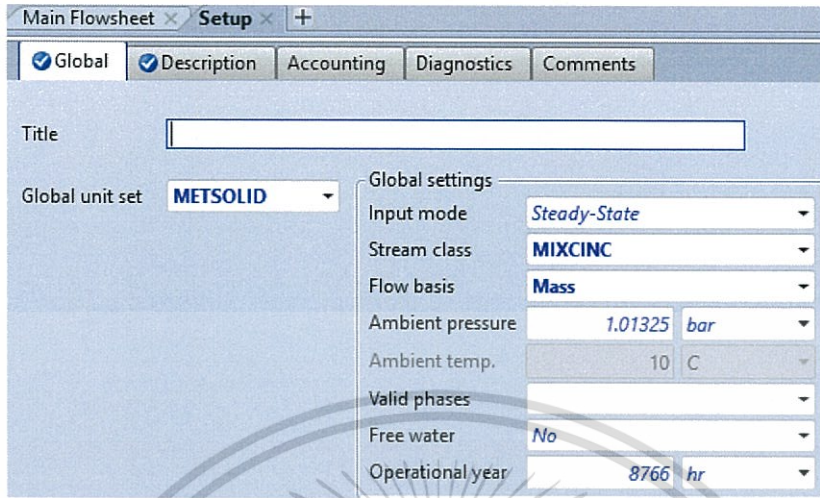 Main Flowsheet × Setup × +
Global Description Accounting Diagnostics Comments
Title
Global unit set METSOLID
Global settings
Input mode Steady-State
Stream class MIXCINC
Flow basis Mass
Ambient pressure 1.01325 bar
Ambient temp. 10 C
Valid phases
Free water No
Operational year 8766 hr